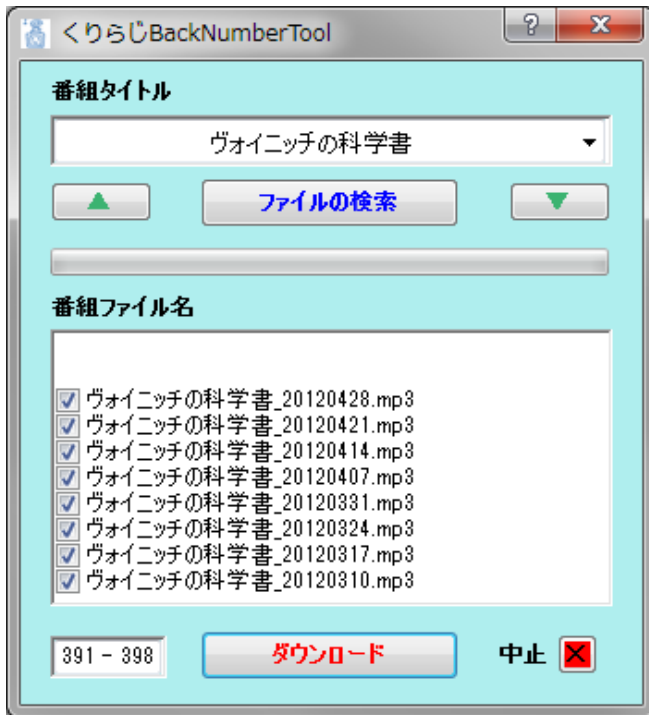 くりらじBackNumberTool
番組タイトル
ヴォイニッチの科学書
ファイルの検索
番組ファイル名
ヴォイニッチの科学書_20120428.mp3
ヴォイニッチの科学書_20120421.mp3
ヴォイニッチの科学書_20120414.mp3
ヴォイニッチの科学書_20120407.mp3
ヴォイニッチの科学書_20120331.mp3
ヴォイニッチの科学書_20120324.mp3
ヴォイニッチの科学書_20120317.mp3
ヴォイニッチの科学書_20120310.mp3
391 - 398 ダウンロード 中止